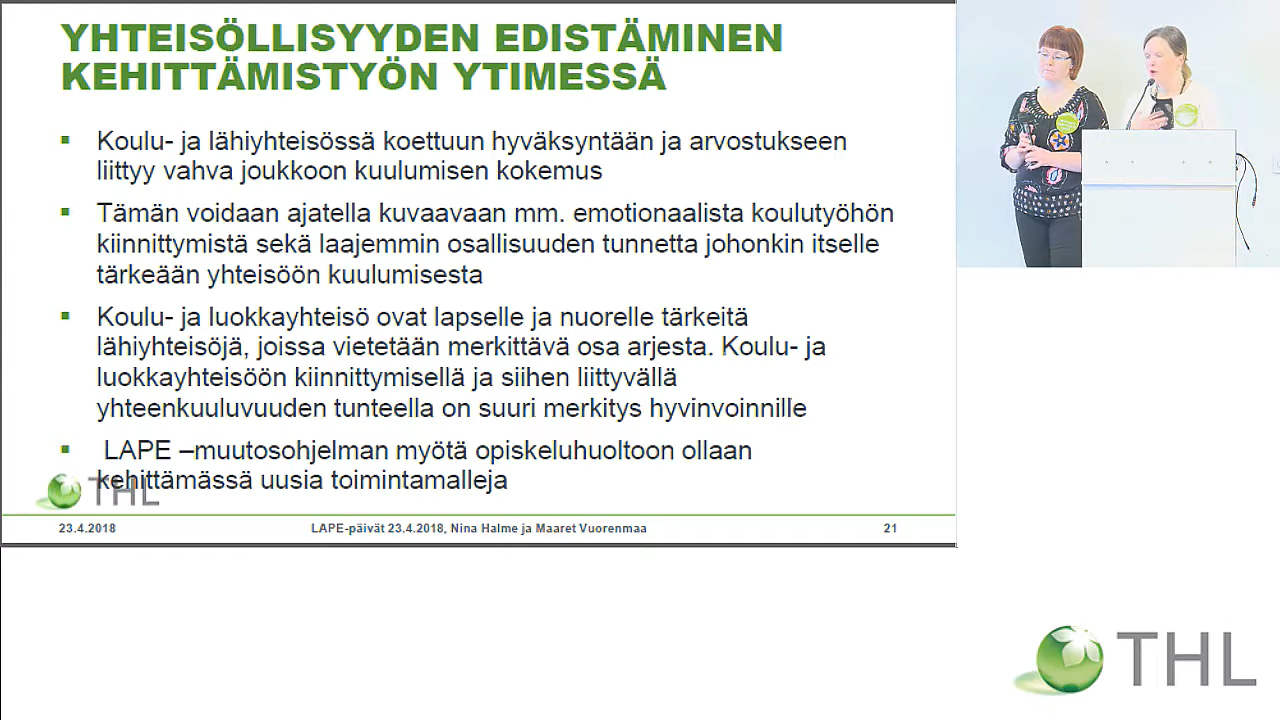 YHTEISÖLLISYYDEN EDISTÄMINEN
KEHITTÄMISTYÖN YTIMESSÄ
Koulu- ja lähiyhteisössä koettuun hyväksyntään ja arvostukseen
liittyy vahva joukkoon kuulumisen kokemus
Tämän voidaan ajatella kuvaavaan mm. emotionaalista koulutyöhön
kiinnittymistä sekä laajemmin osallisuuden tunnetta johonkin itselle
tärkeään yhteisöön kuulumisesta
Koulu- ja luokkayhteisö ovat lapselle ja nuorelle tärkeitä
lähiyhteisöjä, joissa vietetään merkittävä osa arjesta. Koulu- ja
luokkayhteisöön kiinnittymisellä ja siihen liittyvällä
yhteenkuuluvuuden tunteella on suuri merkitys hyvinvoinnille
LAPE –muutosohjelman myötä opiskeluhuoltoon ollaan
kehittämässä uusia toimintamalleja
THL
23.4.2018
LAPE-päivät 23.4.2018, Nina Halme ja Maaret Vuorenmaa
21
THL